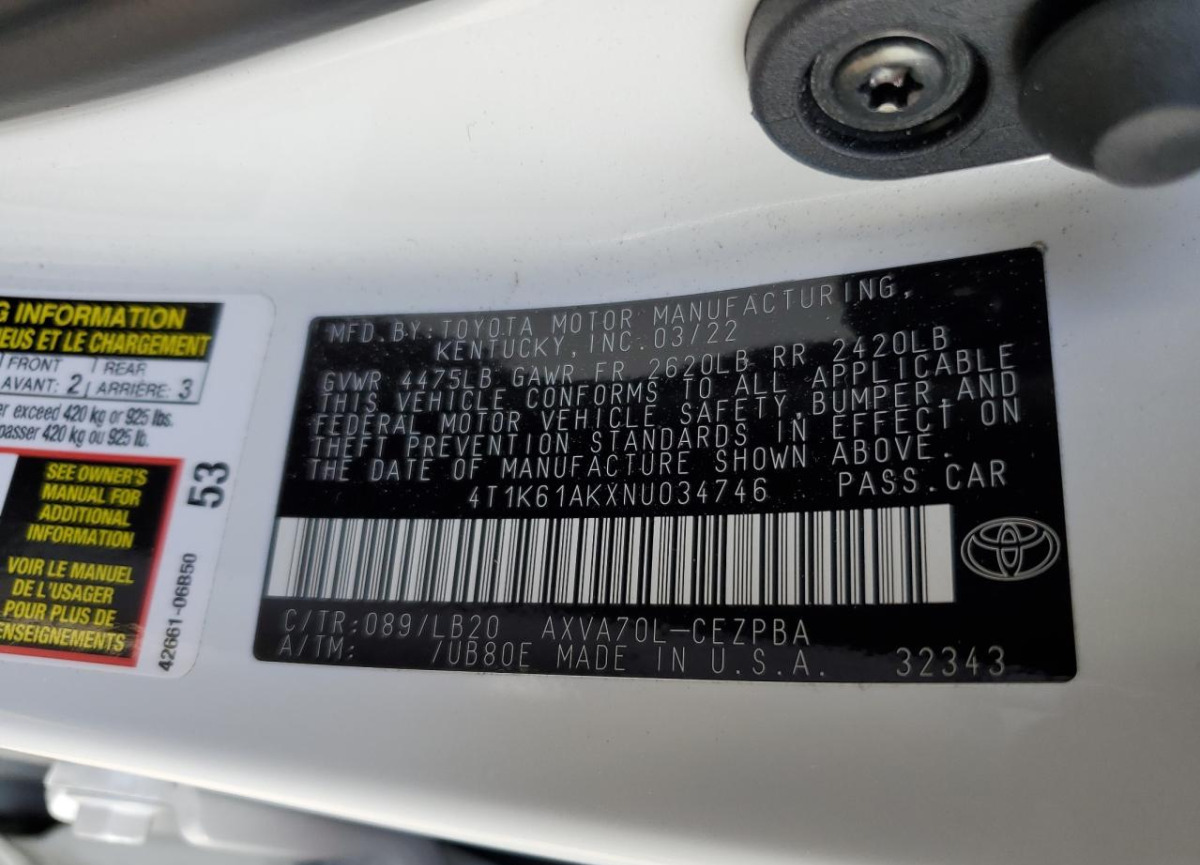 G INFORMATION
EUS ET LE CHARGEMENT
FRONT REAR
AVANT: 2 ARRIÈRE: 3
er exceed 420 kg or 925 lbs.
passer 420 kg ou 925 lb.
SEE OWNER'S
MANUAL FOR
ADDITIONAL
INFORMATION
VOIR LE MANUEL
DE L'USAGER
POUR PLUS DE
ENSEIGNEMENTS
53
42661-06B50
MFD. BY: TOYOTA MOTOR MANUFACTURING,
KENTUCKY, INC. 03/22
GVWR 4475LB GAWR FR 2620LB RR 2420LB
THIS VEHICLE CONFORMS TO ALL APPLICABLE
FEDERAL MOTOR VEHICLE SAFETY, BUMPER, AND
THEFT PREVENTION STANDARDS IN EFFECT ON
THE DATE OF MANUFACTURE SHOWN ABOVE.
4T1K61AKXNU034746 PASS.CAR
C/TR: 089/LB20 AXVA70L-CEZPBA
A/TM: /UB80E MADE IN U.S.A. 32343